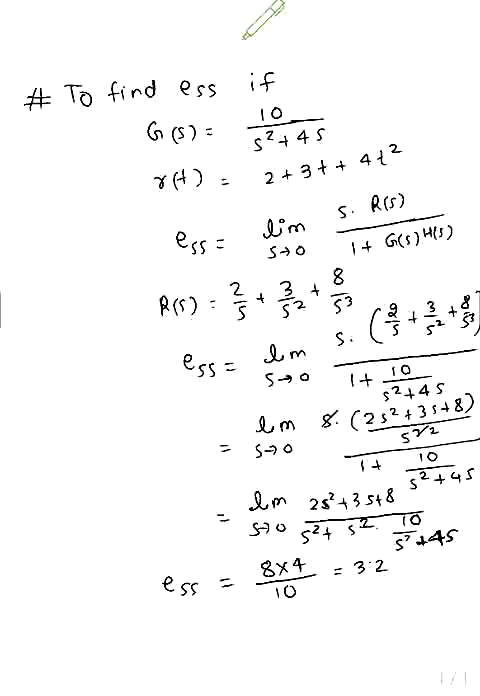 # To find ess if
G(s) = 10 / s²+4s
r(t) = 2+3t+4t²
ess = lim s→0 s. R(s) / 1+G(s)H(s)
R(s) = 2/s + 3/s² + 8/s³
ess = lim s→0 s. (2/s + 3/s² + 8/s³) / 1+ 10/s²+4s
= lim s→0 s. (2s²+3s+8) / s³2 / 1+ 10/s²+4s
= lim s→0 2s²+3s+8 / s²+ s². 10/s²+4s
ess = 8×4 / 10 = 3.2